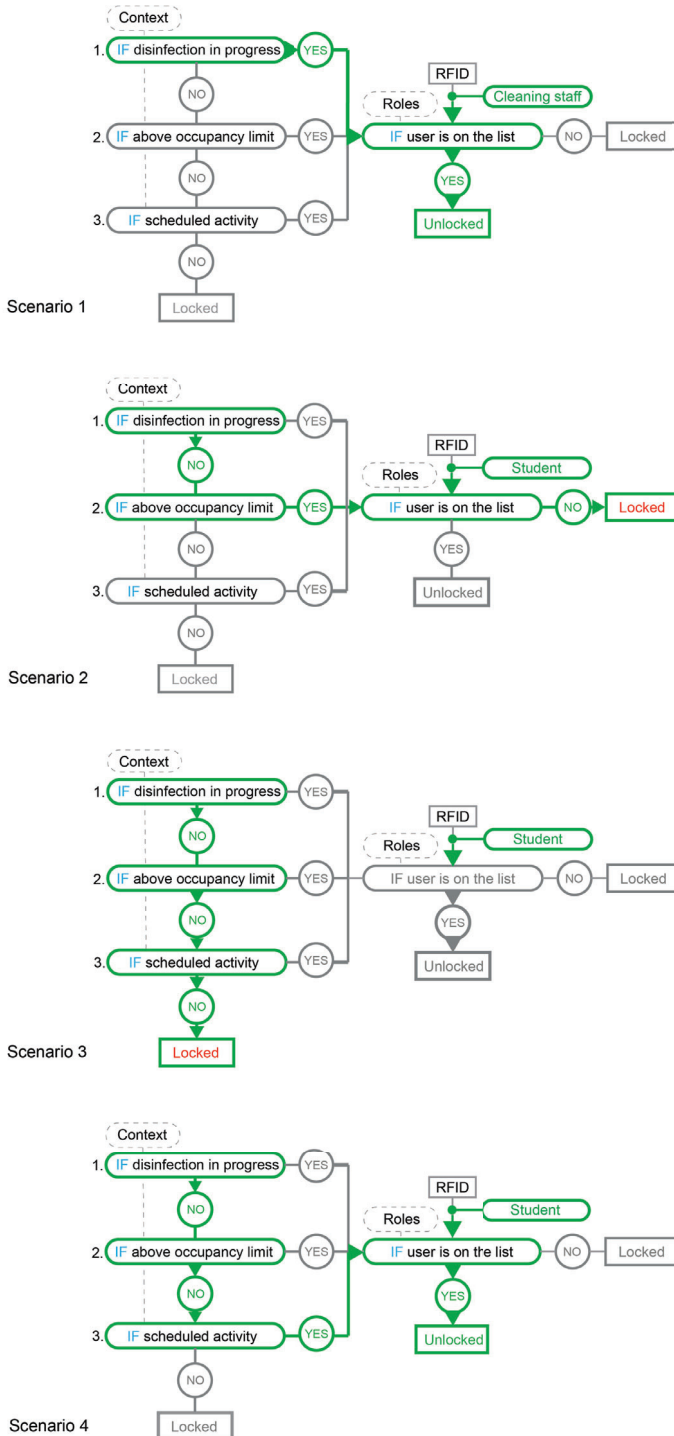 Context
1. IF disinfection in progress YES
RFID
Cleaning staff
NO
Roles
2. IF above occupancy limit YES IF user is on the list NO Locked
NO YES
3. IF scheduled activity YES Unlocked
NO
Locked
Scenario 1
Context
1. IF disinfection in progress YES
RFID
NO Student
Roles
2. IF above occupancy limit YES IF user is on the list NO Locked
NO YES
3. IF scheduled activity YES Unlocked
NO
Locked
Scenario 2
Context
1. IF disinfection in progress YES
RFID
NO Student
Roles
2. IF above occupancy limit YES IF user is on the list NO Locked
NO YES
3. IF scheduled activity YES Unlocked
NO
Locked
Scenario 3
Context
1. IF disinfection in progress YES
RFID
NO Student
Roles
2. IF above occupancy limit YES IF user is on the list NO Locked
NO YES
3. IF scheduled activity YES Unlocked
NO
Locked
Scenario 4